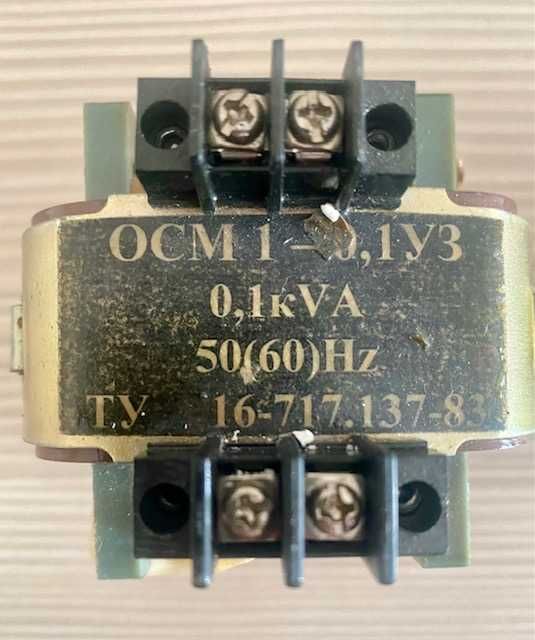 ОСМ 1 – 0,1У3
0,1кVA
50(60)Hz
ТУ 16-717.137-83